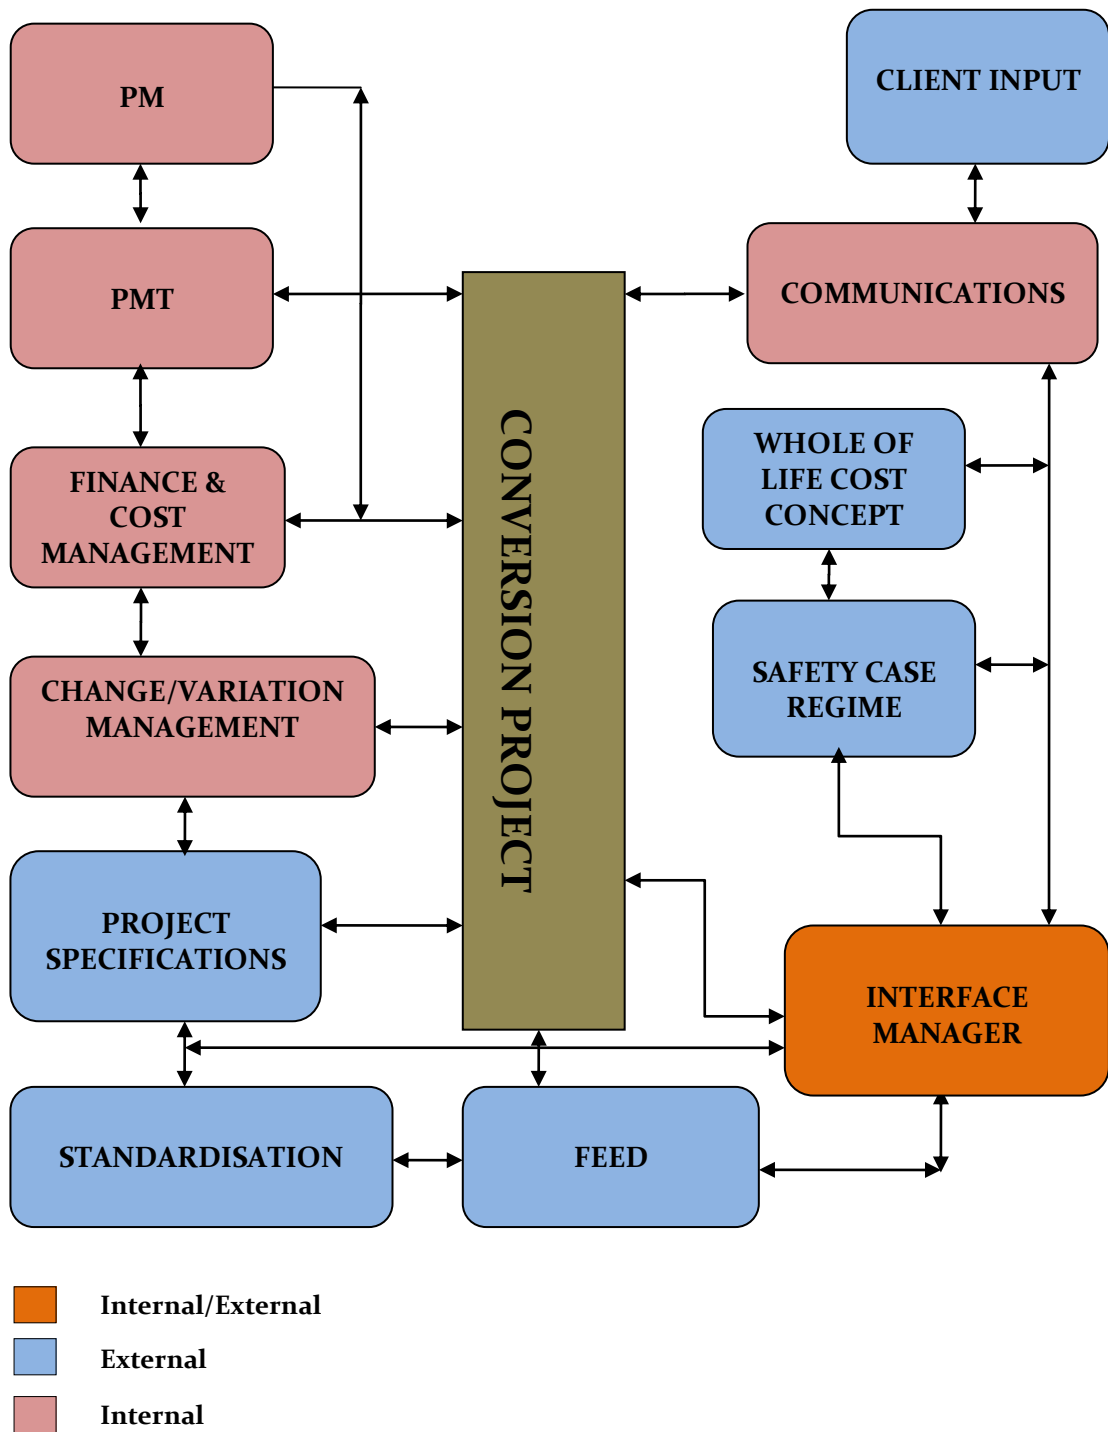 PM
CLIENT INPUT
PMT
COMMUNICATIONS
FINANCE &
COST
MANAGEMENT
CONVERSION PROJECT
WHOLE OF
LIFE COST
CONCEPT
CHANGE/VARIATION
MANAGEMENT
SAFETY CASE
REGIME
PROJECT
SPECIFICATIONS
INTERFACE
MANAGER
STANDARDISATION
FEED
Internal/External
External
Internal